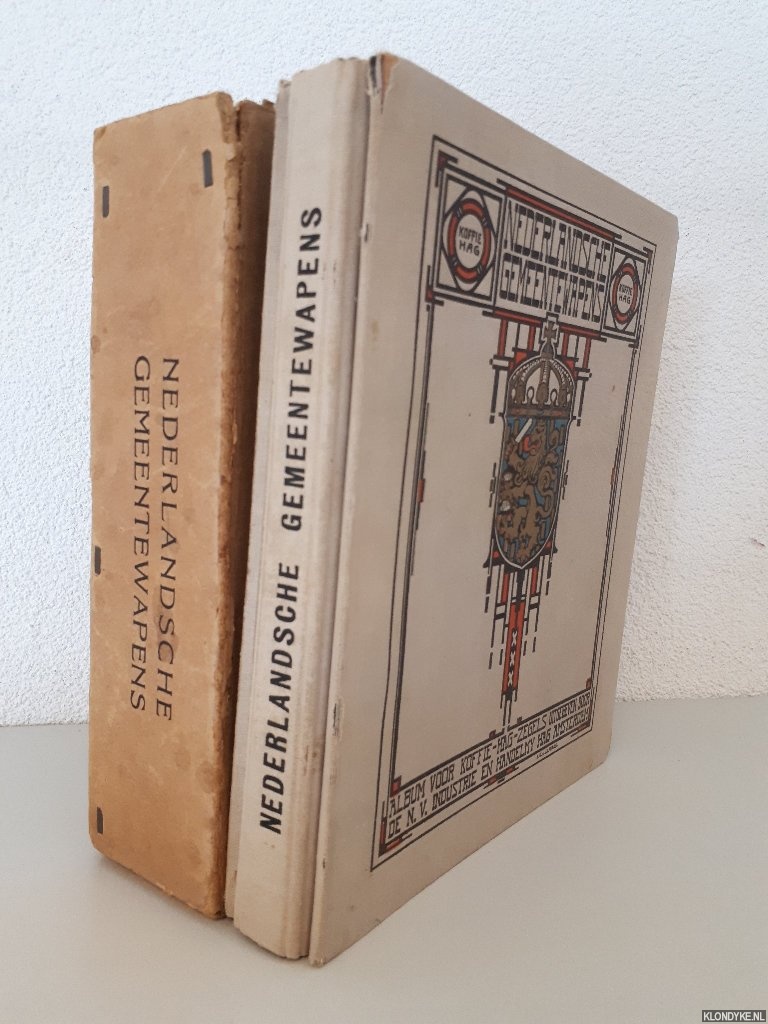 NEDERLANDSCHE
GEMEENTEWAPENS
NEDERLANDSCHE GEMEENTEWAPENS
KOFFIE
HAG
NEDERLANDSCHE
GEMEENTEWAPENS
KOFFIE
HAG
ALBUM VOOR KOFFIE-HAG-ZEGELS UITGEGEVEN DOOR
DE N.V. INDUSTRIE EN HANDELMY HAG AMSTERDAM
KLONDYKE.NL